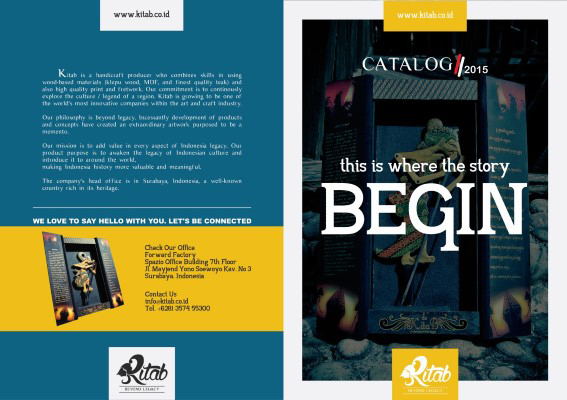 www.kitab.co.id
Kitab is a handicraft producer who combines skills in using
wood-based materials (klepu wood, MDF, and finest quality teak) and
also high quality print and fretwork. Our commitment is to continously
explore the culture / legend of a region. Kitab is growing to be one of
the world's most innovative companies within the art and craft industry.
Our philosophy is beyond legacy. Incessantly development of products
and concepts have created an extraordinary artwork purposed to be a
momento.
Our mission is to add value in every aspect of Indonesia legacy. Our
product purpose is to awaken the legacy of Indonesian culture and
introduce it to around the world,
making Indonesia history more valuable and meaningful.
The company's head office is in Surabaya, Indonesia, a well-known
country rich in its heritage.
WE LOVE TO SAY HELLO WITH YOU. LET'S BE CONNECTED
Check Our Office
Forward Factory
Spazio Office Building 7th Floor
Jl. Mayjend Yono Soewoyo Kav. No 3
Surabaya. Indonesia
Contact Us
info@kitab.co.id
Tel. +6281 3574 55300
Kitab
BEYOND LEGACY
www.kitab.co.id
CATALOG// 2015
this is where the story
BEGIN
Kitab
BEYOND LEGACY